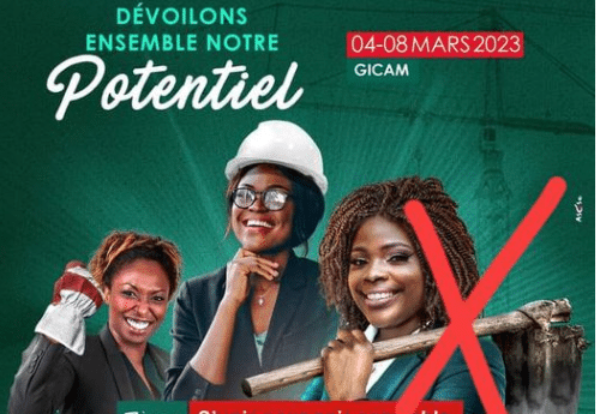 DÉVOILONS
ENSEMBLE NOTRE
Potentiel
04-08 MARS 2023
GICAM